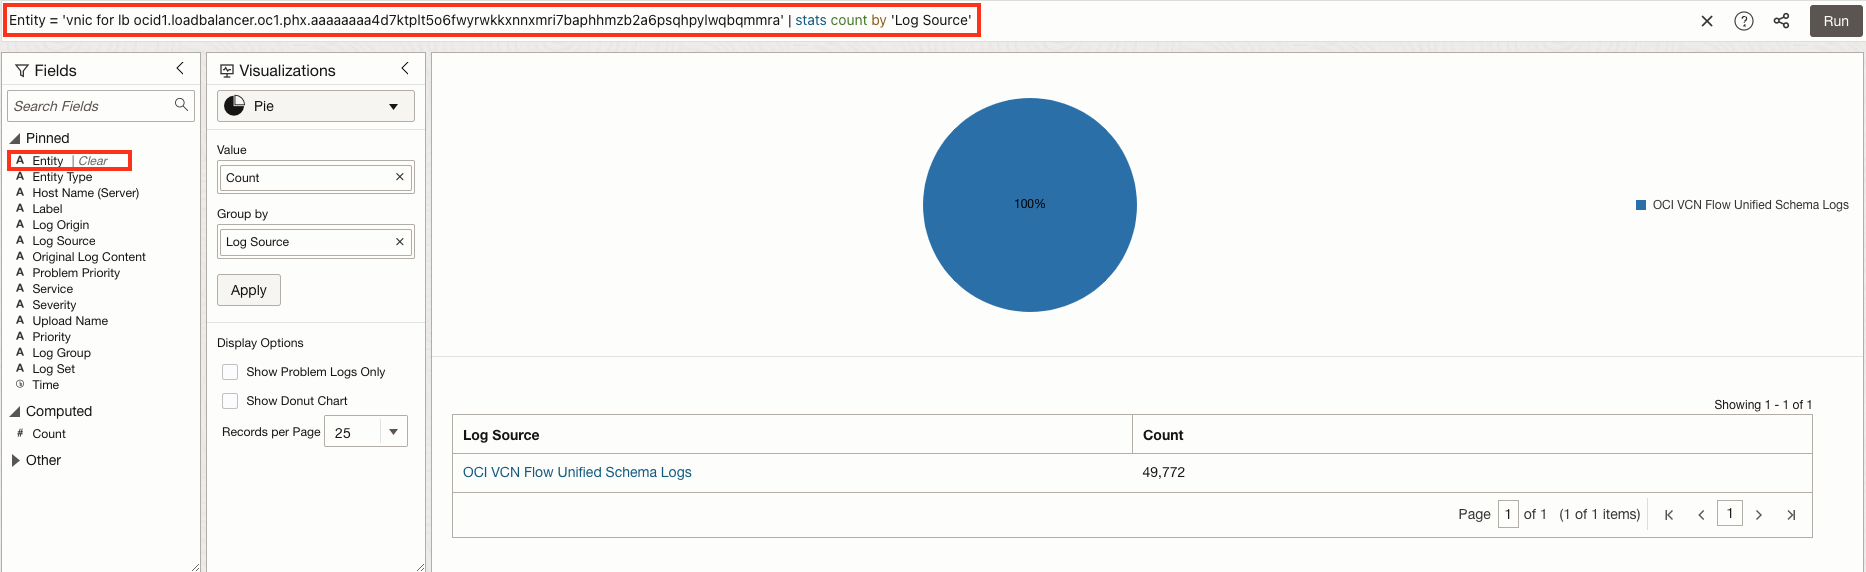 Entity = 'vnic for lb ocid1.loadbalancer.oc1.phx.aaaaaaaa4d7ktplt5o6fwyrwkkxnnxmri7baphhmzb2a6psqhpylwqbqmmra' | stats count by 'Log Source'
Run
Fields
Search Fields
Pinned
A Entity | Clear
A Entity Type
A Host Name (Server)
A Label
A Log Origin
A Log Source
A Original Log Content
A Problem Priority
A Service
A Severity
A Upload Name
A Priority
A Log Group
A Log Set
Time
Computed
# Count
Other
Visualizations
Pie
Value
Count
Group by
Log Source
Apply
Display Options
Show Problem Logs Only
Show Donut Chart
Records per Page 25
100%
OCI VCN Flow Unified Schema Logs
Showing 1 - 1 of 1
Log Source Count
OCI VCN Flow Unified Schema Logs 49,772
Page 1 of 1 (1 of 1 items) 1